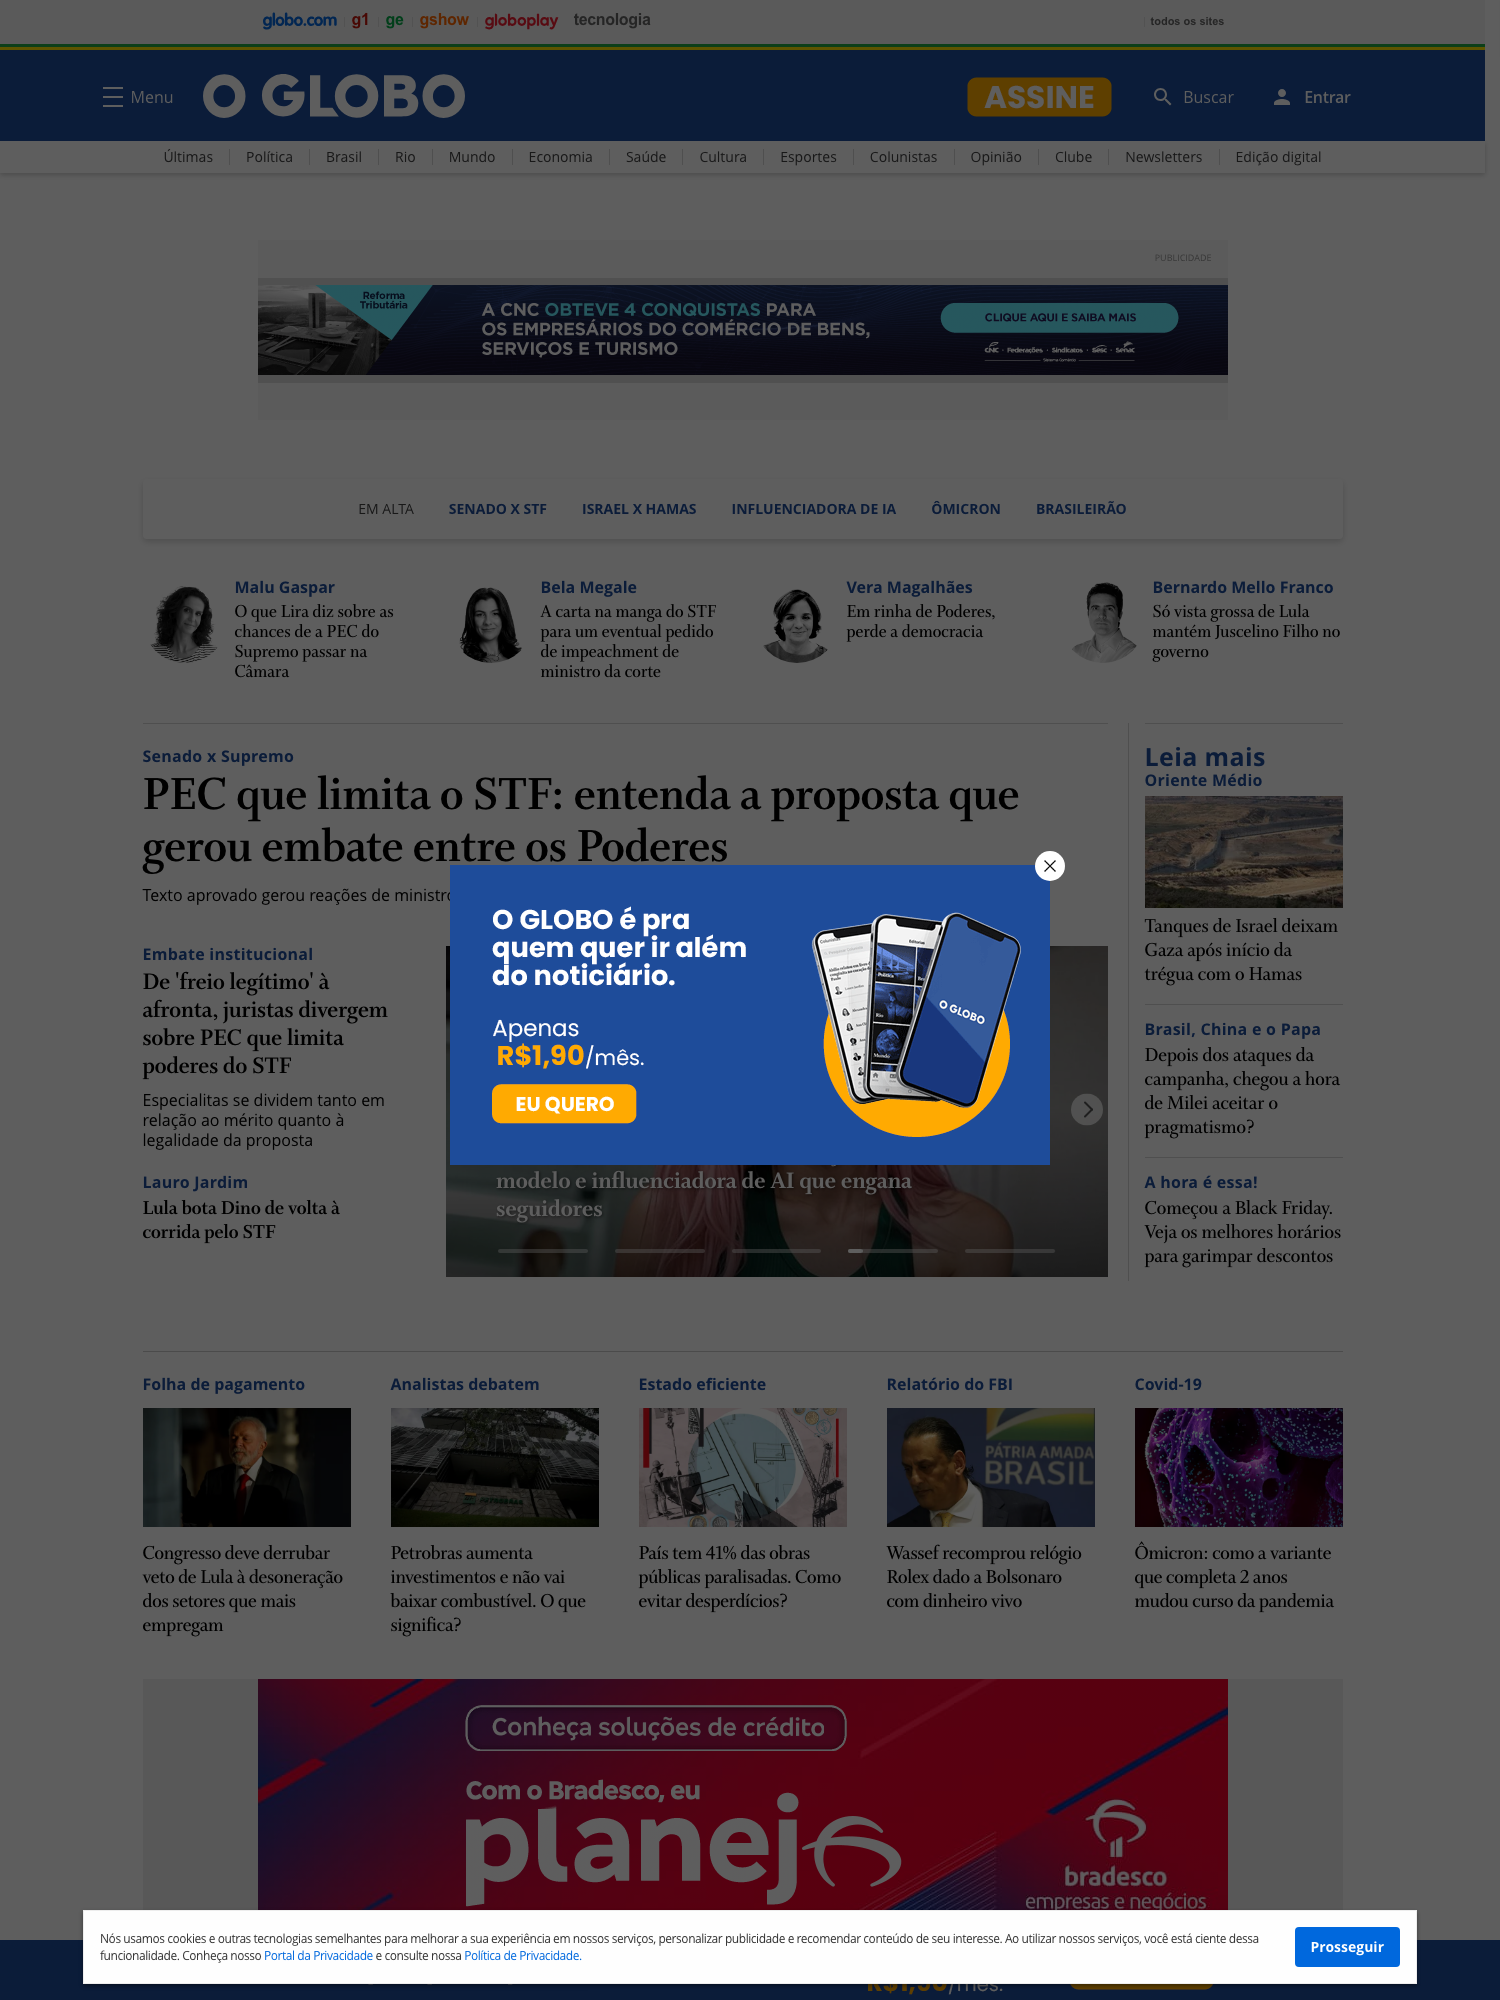 globo.com g1 ge gshow globoplay tecnologia todos os sites
Menu O GLOBO ASSINE Buscar Entrar
Últimas Política Brasil Rio Mundo Economia Saúde Cultura Esportes Colunistas Opinião Clube Newsletters Edição digital
PUBLICIDADE
Reforma
Tributária
A CNC OBTEVE 4 CONQUISTAS PARA
OS EMPRESÁRIOS DO COMÉRCIO DE BENS,
SERVIÇOS E TURISMO
CLIQUE AQUI E SAIBA MAIS
CNC · Federações · Sindicatos · Sesc · Senac
EM ALTA SENADO X STF ISRAEL X HAMAS INFLUENCIADORA DE IA ÔMICRON BRASILEIRÃO
Malu Gaspar
O que Lira diz sobre as
chances de a PEC do
Supremo passar na
Câmara
Bela Megale
A carta na manga do STF
para um eventual pedido
de impeachment de
ministro da corte
Vera Magalhães
Em rinha de Poderes,
perde a democracia
Bernardo Mello Franco
Só vista grossa de Lula
mantém Juscelino Filho no
governo
Senado x Supremo
PEC que limita o STF: entenda a proposta que
gerou embate entre os Poderes
Texto aprovado gerou reações de ministro
Embate institucional
De 'freio legítimo' à
afronta, juristas divergem
sobre PEC que limita
poderes do STF
Especialitas se dividem tanto em
relação ao mérito quanto à
legalidade da proposta
Lauro Jardim
Lula bota Dino de volta à
corrida pelo STF
O GLOBO é pra
quem quer ir além
do noticiário.
Apenas
R$1,90/mês.
EU QUERO
Editorias
Política
Rio
Mundo
O GLOBO
modelo e influenciadora de AI que engana
seguidores
Leia mais
Oriente Médio
Tanques de Israel deixam
Gaza após início da
trégua com o Hamas
Brasil, China e o Papa
Depois dos ataques da
campanha, chegou a hora
de Milei aceitar o
pragmatismo?
A hora é essa!
Começou a Black Friday.
Veja os melhores horários
para garimpar descontos
Folha de pagamento
Congresso deve derrubar
veto de Lula à desoneração
dos setores que mais
empregam
Analistas debatem
Petrobras aumenta
investimentos e não vai
baixar combustível. O que
significa?
Estado eficiente
País tem 41% das obras
públicas paralisadas. Como
evitar desperdícios?
Relatório do FBI
PÁTRIA AMADA
BRASIL
Wassef recomprou relógio
Rolex dado a Bolsonaro
com dinheiro vivo
Covid-19
Ômicron: como a variante
que completa 2 anos
mudou curso da pandemia
Conheça soluções de crédito
Com o Bradesco, eu
planejo
bradesco
empresas e negócios
Nós usamos cookies e outras tecnologias semelhantes para melhorar a sua experiência em nossos serviços, personalizar publicidade e recomendar conteúdo de seu interesse. Ao utilizar nossos serviços, você está ciente dessa
funcionalidade. Conheça nosso Portal da Privacidade e consulte nossa Política de Privacidade.
Prosseguir
R$1,90/mês.